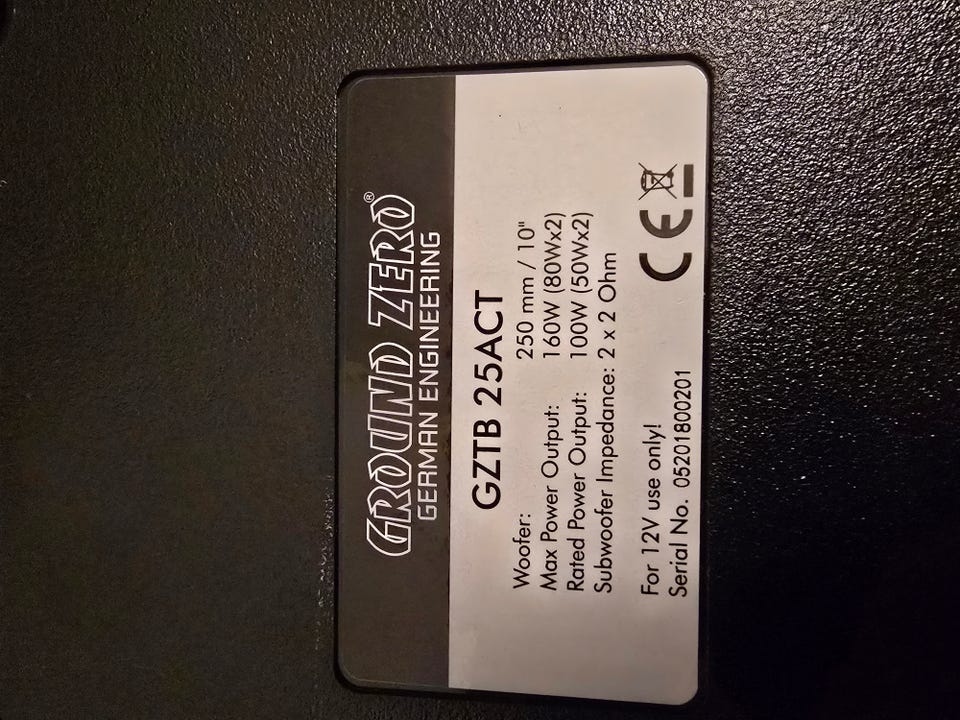 GROUND ZERO®
GERMAN ENGINEERING
GZTB 25ACT
Woofer: 250 mm / 10"
Max Power Output: 160W (80Wx2)
Rated Power Output: 100W (50Wx2)
Subwoofer Impedance: 2 x 2 Ohm
For 12V use only!
Serial No. 05201800201
CE